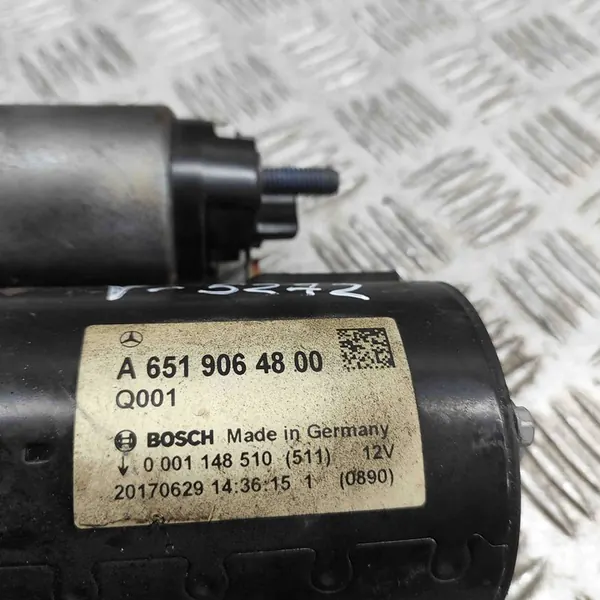 V-5272
A 651 906 48 00
Q001
BOSCH Made in Germany
0 001 148 510 (511) 12V
20170629 14:36:15 1 (0890)